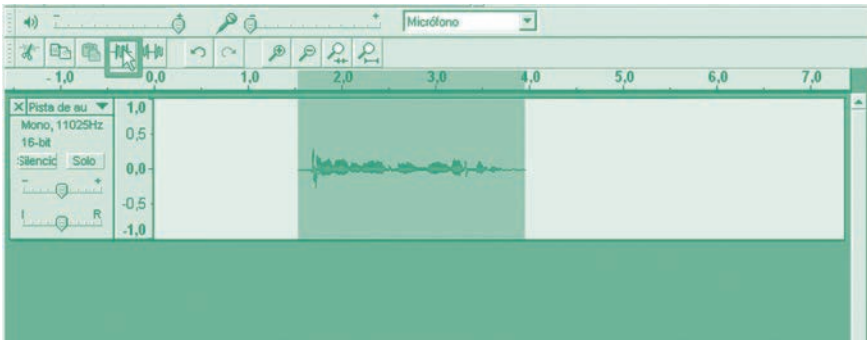 - + - + Micrófono
- 1,0 0,0 1,0 2,0 3,0 4,0 5,0 6,0 7,0
X Pista de au 1,0
Mono, 11025Hz
16-bit 0,5
Silencic Solo
- + 0,0
-0,5
I R
-1,0